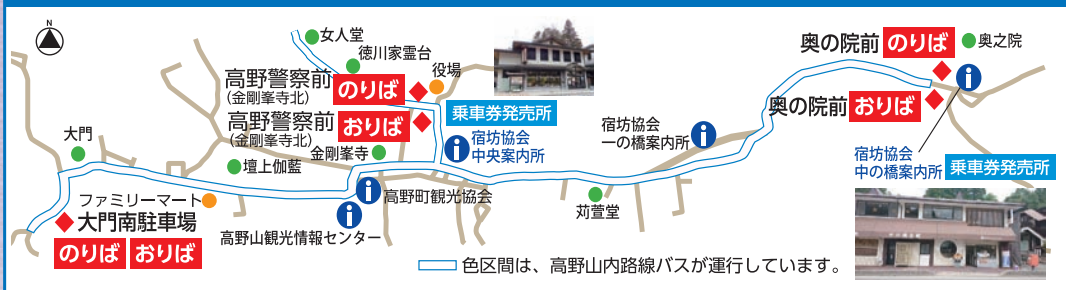 N
女人堂
徳川家霊台
役場
高野警察前 のりば
(金剛峯寺北)
高野警察前 おりば
(金剛峯寺北)
乗車券発売所
宿坊協会
中央案内所
金剛峯寺
大門
壇上伽藍
ファミリーマート
大門南駐車場
のりば おりば
高野町観光協会
高野山観光情報センター
苅萱堂
宿坊協会
一の橋案内所
奥の院前 のりば
奥之院
奥の院前 おりば
宿坊協会
中の橋案内所
乗車券発売所
色区間は、高野山内路線バスが運行しています。